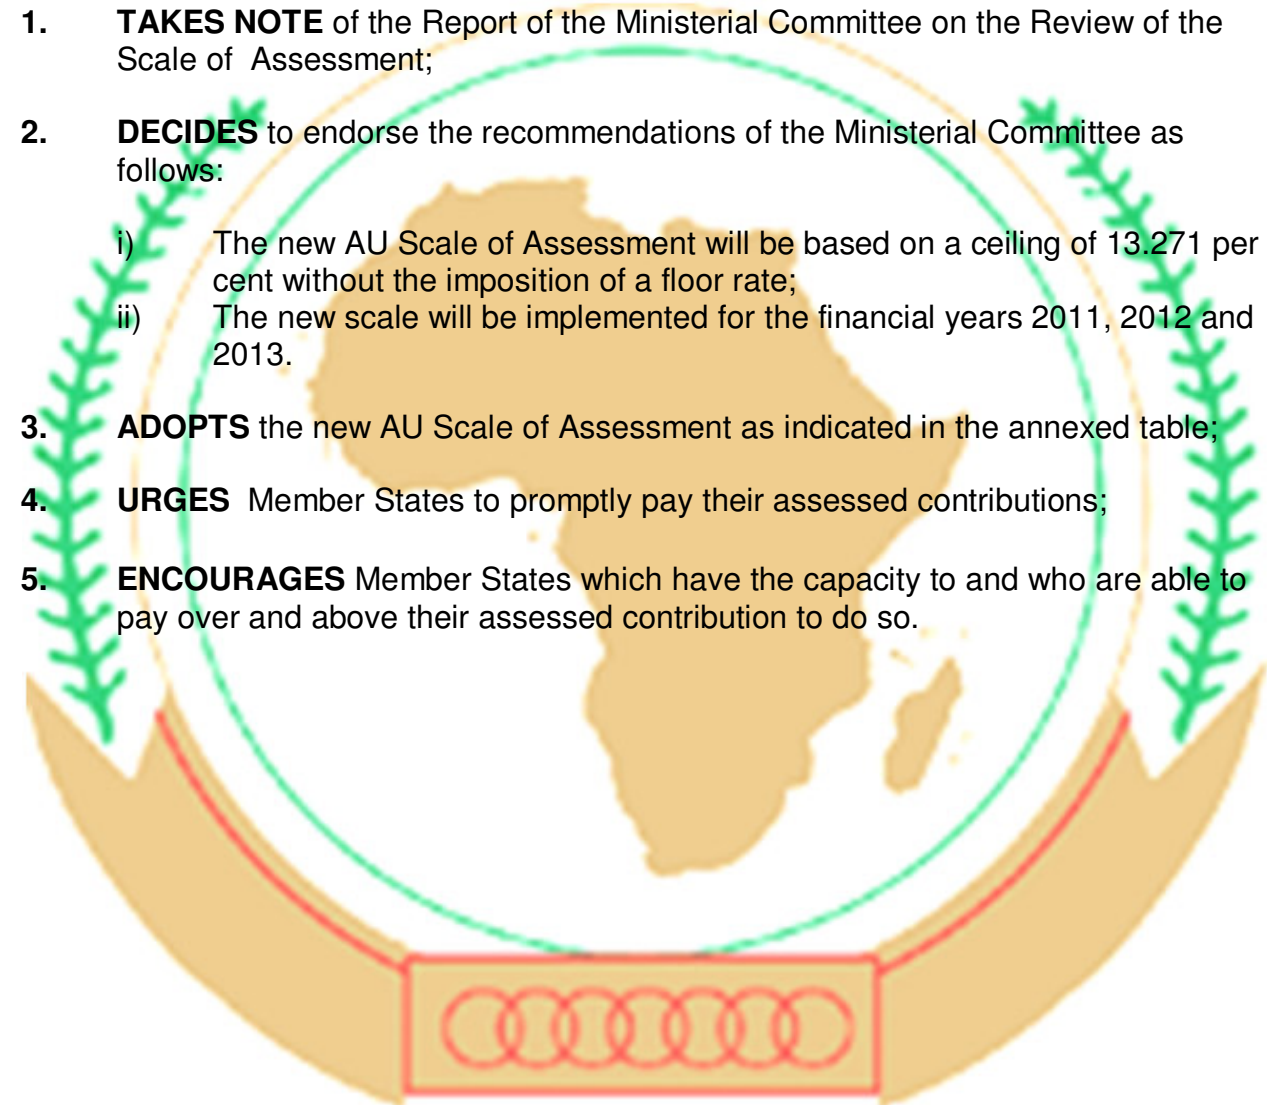 1. TAKES NOTE of the Report of the Ministerial Committee on the Review of the
Scale of Assessment;
2. DECIDES to endorse the recommendations of the Ministerial Committee as
follows:
i) The new AU Scale of Assessment will be based on a ceiling of 13.271 per
cent without the imposition of a floor rate;
ii) The new scale will be implemented for the financial years 2011, 2012 and
2013.
3. ADOPTS the new AU Scale of Assessment as indicated in the annexed table;
4. URGES Member States to promptly pay their assessed contributions;
5. ENCOURAGES Member States which have the capacity to and who are able to
pay over and above their assessed contribution to do so.